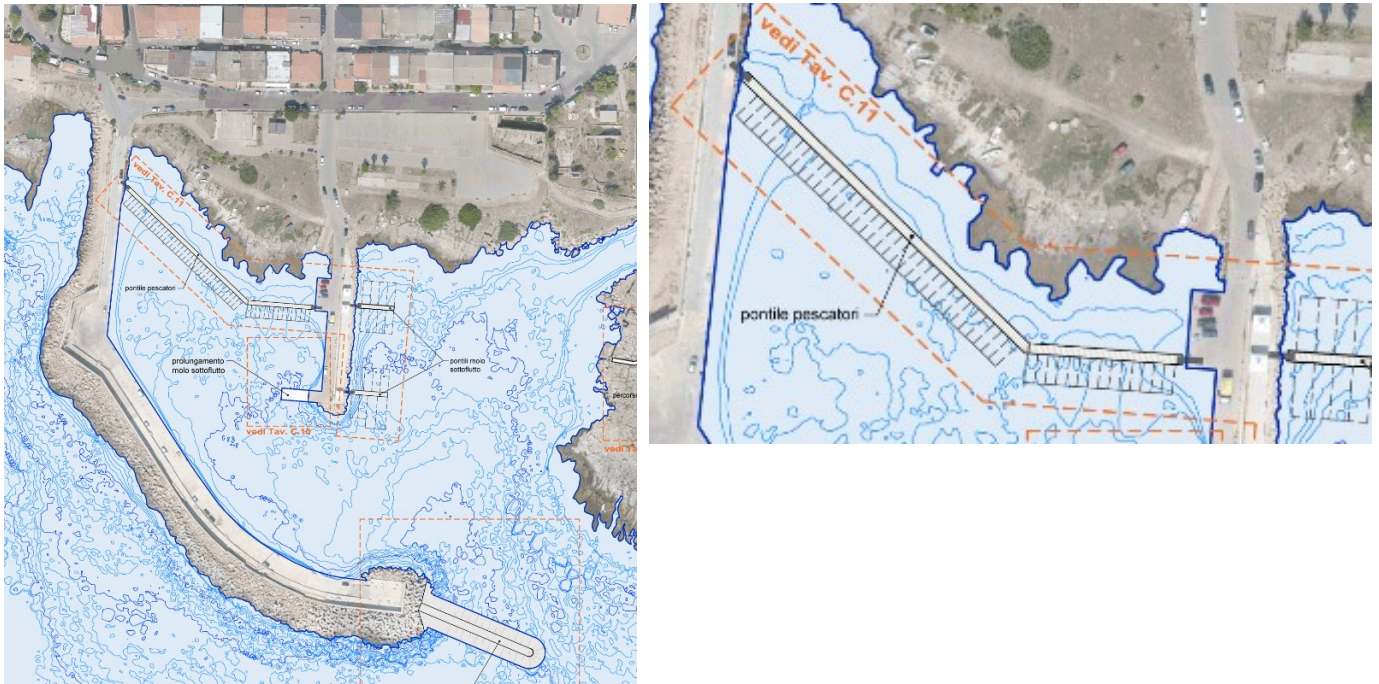 vedi Tav. C.11
pontile pescatori
prolungamento
molo sottoflutto
pontili molo
sottoflutto
vedi Tav. C.10
vedi Tav. C.11
pontile pescatori